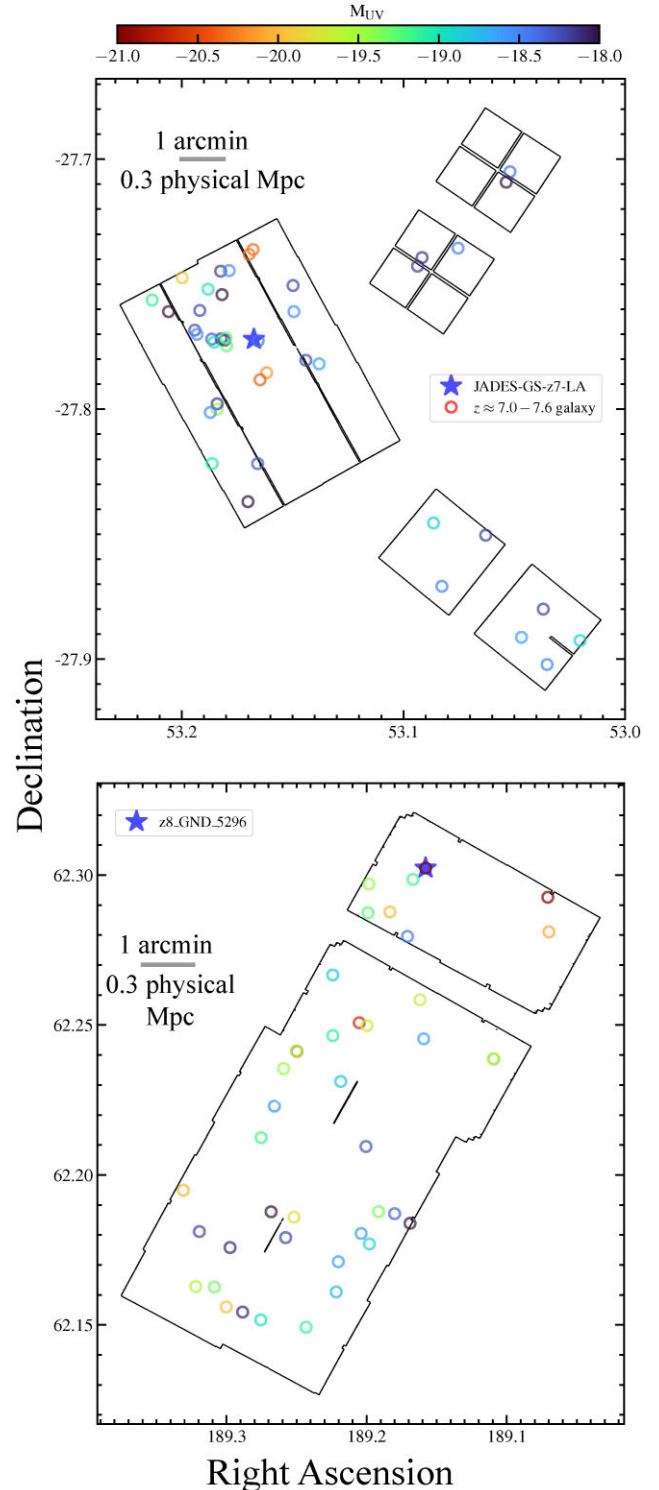 M_UV
−21.0 −20.5 −20.0 −19.5 −19.0 −18.5 −18.0
1 arcmin
0.3 physical Mpc
-27.7
-27.8
-27.9
JADES-GS-z7-LA
z ≈ 7.0 − 7.6 galaxy
53.2 53.1 53.0
Declination
z8_GND_5296
1 arcmin
0.3 physical
Mpc
62.30
62.25
62.20
62.15
189.3 189.2 189.1
Right Ascension